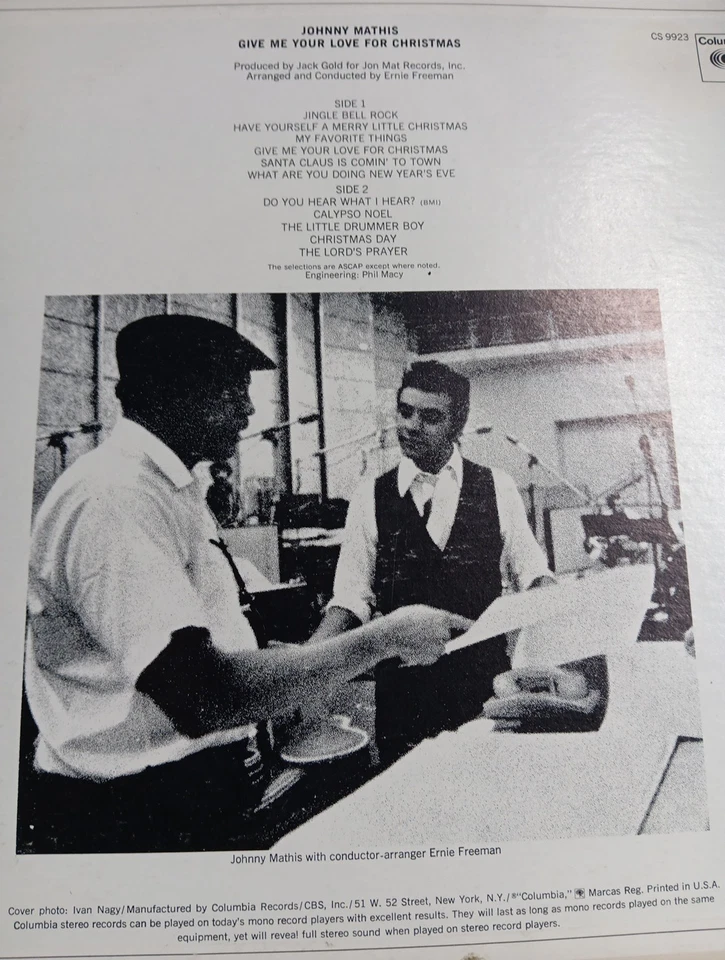 JOHNNY MATHIS
GIVE ME YOUR LOVE FOR CHRISTMAS
CS 9923
Produced by Jack Gold for Jon Mat Records, Inc.
Arranged and Conducted by Ernie Freeman
SIDE 1
JINGLE BELL ROCK
HAVE YOURSELF A MERRY LITTLE CHRISTMAS
MY FAVORITE THINGS
GIVE ME YOUR LOVE FOR CHRISTMAS
SANTA CLAUS IS COMIN' TO TOWN
WHAT ARE YOU DOING NEW YEAR'S EVE
SIDE 2
DO YOU HEAR WHAT I HEAR? (BMI)
CALYPSO NOEL
THE LITTLE DRUMMER BOY
CHRISTMAS DAY
THE LORD'S PRAYER
The selections are ASCAP except where noted.
Engineering: Phil Macy
Johnny Mathis with conductor-arranger Ernie Freeman
Cover photo: Ivan Nagy/Manufactured by Columbia Records/CBS, Inc./51 W. 52 Street, New York, N.Y./®"Columbia," Marcas Reg. Printed in U.S.A.
Columbia stereo records can be played on today's mono record players with excellent results. They will last as long as mono records played on the same
equipment, yet will reveal full stereo sound when played on stereo record players.